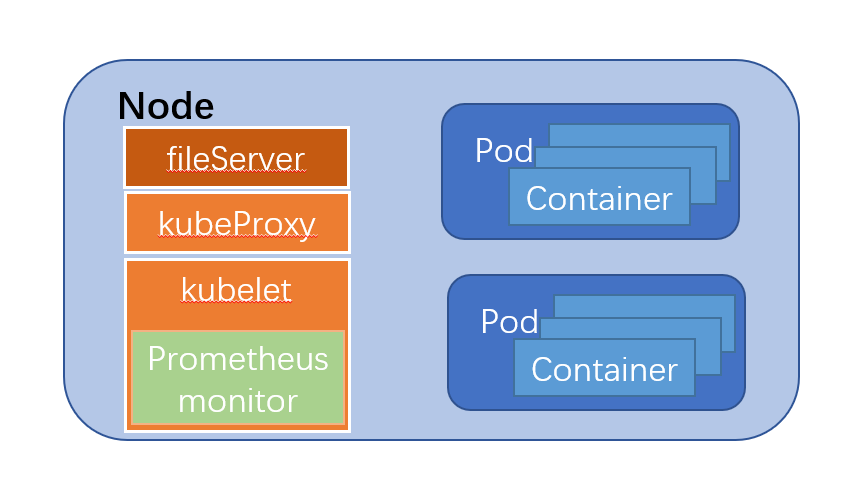 Node
fileServer
kubeProxy
kubelet
Prometheus
monitor
Pod
Container
Pod
Container